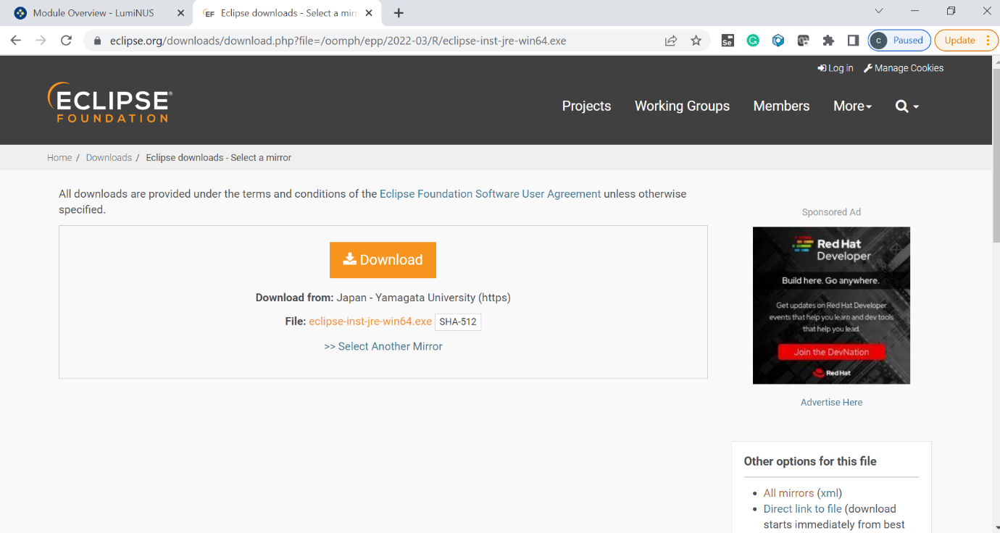 Module Overview - LumiNUS
EF Eclipse downloads - Select a mirr
eclipse.org/downloads/download.php?file=/oomph/epp/2022-03/R/eclipse-inst-jre-win64.exe
Se
G
c Paused
Update
Log in Manage Cookies
ECLIPSE®
FOUNDATION
Projects Working Groups Members More
Home / Downloads / Eclipse downloads - Select a mirror
All downloads are provided under the terms and conditions of the Eclipse Foundation Software User Agreement unless otherwise
specified.
Download
Download from: Japan - Yamagata University (https)
File: eclipse-inst-jre-win64.exe SHA-512
>> Select Another Mirror
Sponsored Ad
Red Hat
Developer
Build here. Go anywhere.
Get updates on Red Hat Developer
events that help you learn and dev tools
that help you lead.
Join the DevNation
Red Hat
Advertise Here
Other options for this file
• All mirrors (xml)
• Direct link to file (download
starts immediately from best